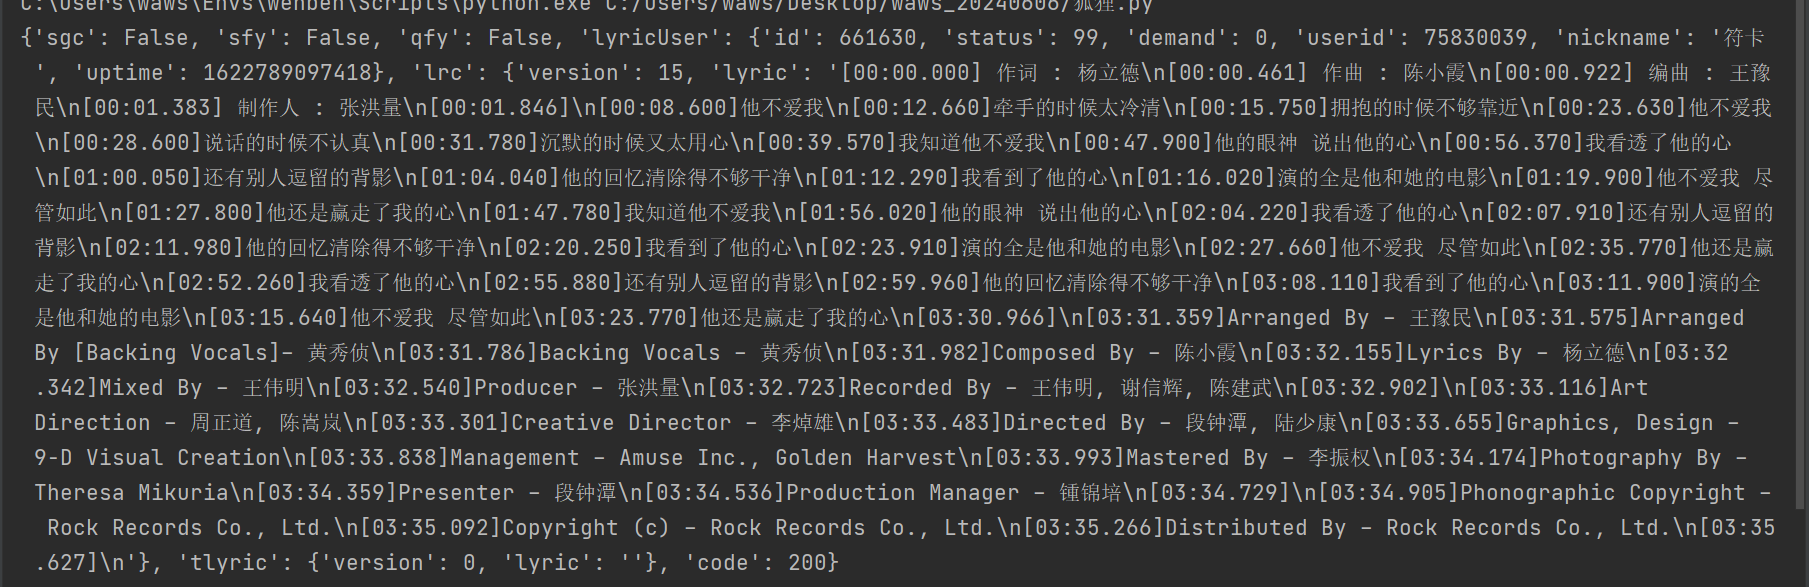 C:\Users\waws\Envs\wenben\Scripts\python.exe C:/Users/waws/Desktop/waws_20240606/狐狸.py
{'sgc': False, 'sfy': False, 'qfy': False, 'lyricUser': {'id': 661630, 'status': 99, 'demand': 0, 'userid': 75830039, 'nickname': '符卡
', 'uptime': 1622789097418}, 'lrc': {'version': 15, 'lyric': '[00:00.000] 作词 : 杨立德\n[00:00.461] 作曲 : 陈小霞\n[00:00.922] 编曲 : 王豫
民\n[00:01.383] 制作人 : 张洪量\n[00:01.846]\n[00:08.600]他不爱我\n[00:12.660]牵手的时候太冷清\n[00:15.750]拥抱的时候不够靠近\n[00:23.630]他不爱我
\n[00:28.600]说话的时候不认真\n[00:31.780]沉默的时候又太用心\n[00:39.570]我知道他不爱我\n[00:47.900]他的眼神 说出他的心\n[00:56.370]我看透了他的心
\n[01:00.050]还有别人逗留的背影\n[01:04.040]他的回忆清除得不够干净\n[01:12.290]我看到了他的心\n[01:16.020]演的全是他和她的电影\n[01:19.900]他不爱我 尽
管如此\n[01:27.800]他还是赢走了我的心\n[01:47.780]我知道他不爱我\n[01:56.020]他的眼神 说出他的心\n[02:04.220]我看透了他的心\n[02:07.910]还有别人逗留的
背影\n[02:11.980]他的回忆清除得不够干净\n[02:20.250]我看到了他的心\n[02:23.910]演的全是他和她的电影\n[02:27.660]他不爱我 尽管如此\n[02:35.770]他还是赢
走了我的心\n[02:52.260]我看透了他的心\n[02:55.880]还有别人逗留的背影\n[02:59.960]他的回忆清除得不够干净\n[03:08.110]我看到了他的心\n[03:11.900]演的全
是他和她的电影\n[03:15.640]他不爱我 尽管如此\n[03:23.770]他还是赢走了我的心\n[03:30.966]\n[03:31.359]Arranged By – 王豫民\n[03:31.575]Arranged
By [Backing Vocals]– 黄秀侦\n[03:31.786]Backing Vocals – 黄秀侦\n[03:31.982]Composed By – 陈小霞\n[03:32.155]Lyrics By – 杨立德\n[03:32
.342]Mixed By – 王伟明\n[03:32.540]Producer – 张洪量\n[03:32.723]Recorded By – 王伟明, 谢信辉, 陈建武\n[03:32.902]\n[03:33.116]Art
Direction – 周正道, 陈嵩岚\n[03:33.301]Creative Director – 李焯雄\n[03:33.483]Directed By – 段钟潭, 陆少康\n[03:33.655]Graphics, Design –
9-D Visual Creation\n[03:33.838]Management – Amuse Inc., Golden Harvest\n[03:33.993]Mastered By – 李振权\n[03:34.174]Photography By –
Theresa Mikuria\n[03:34.359]Presenter – 段钟潭\n[03:34.536]Production Manager – 锺锦培\n[03:34.729]\n[03:34.905]Phonographic Copyright –
Rock Records Co., Ltd.\n[03:35.092]Copyright (c) – Rock Records Co., Ltd.\n[03:35.266]Distributed By – Rock Records Co., Ltd.\n[03:35
.627]\n'}, 'tlyric': {'version': 0, 'lyric': ''}, 'code': 200}